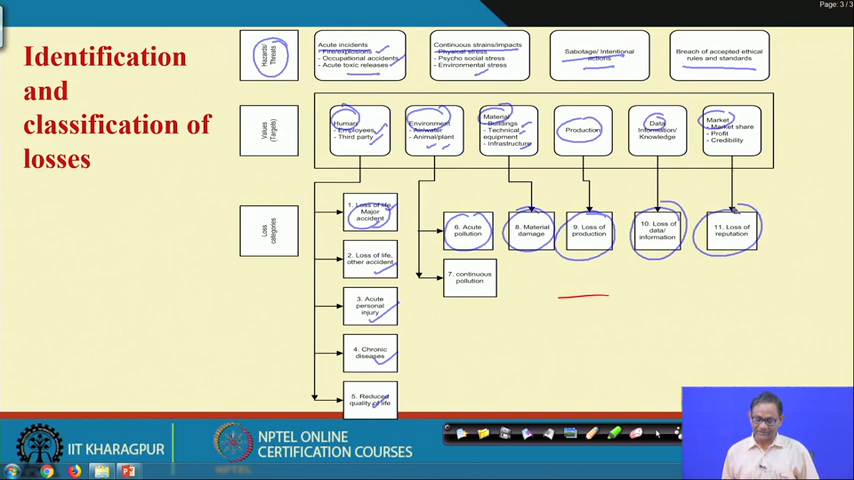 Page: 3 / 3
Identification
and
classification of
losses
Hazards/
Threats
Acute incidents
- Fire/explosions
- Occupational accidents
- Acute toxic releases
Continuous strains/impacts
- Physical stress
- Psycho social stress
- Environmental stress
Sabotage/ Intentional
actions
Breach of accepted ethical
rules and standards
Values
(Targets)
Human
- Employees
- Third party
Environment
- Air/water
- Animal/plant
Material
- Buildings
- Technical
equipment
- Infrastructure
Production
Data
Information/
Knowledge
Market
- Market share
- Profit
- Credibility
Loss
categories
1. Loss of life,
Major
accident
2. Loss of life,
other accident
3. Acute
personal
injury
4. Chronic
diseases
5. Reduced
quality of life
6. Acute
pollution
7. continuous
pollution
8. Material
damage
9. Loss of
production
10. Loss of
data/
information
11. Loss of
reputation
IIT KHARAGPUR
NPTEL ONLINE
CERTIFICATION COURSES
NPTEL